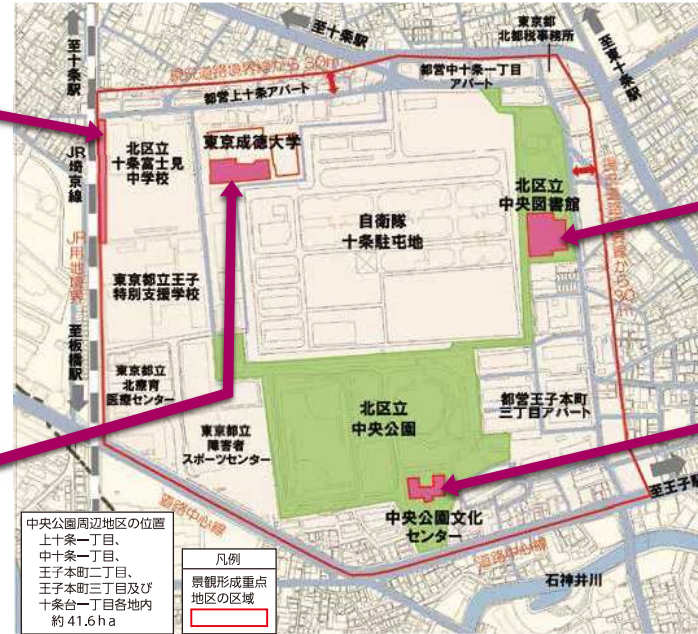 東京都
北都税事務所
至十条駅
至十条駅
至東十条駅
現況道路境界線から30m
都営中十条一丁目
アパート
都営上十条アパート
北区立
十条富士見
中学校
東京成徳大学
JR埼京線
JR用地境界
北区立
中央図書館
自衛隊
十条駐屯地
現況道路境界線から30m
東京都立王子
特別支援学校
至板橋駅
東京都立
北療育
医療センター
北区立
中央公園
都営王子本町
三丁目アパート
東京都立
障害者
スポーツセンター
至王子駅
道路中心線
中央公園文化
センター
道路中心線
石神井川
中央公園周辺地区の位置
上十条一丁目、
中十条一丁目、
王子本町二丁目、
王子本町三丁目及び
十条台一丁目各地内
約41.6ha
凡例
景観形成重点
地区の区域